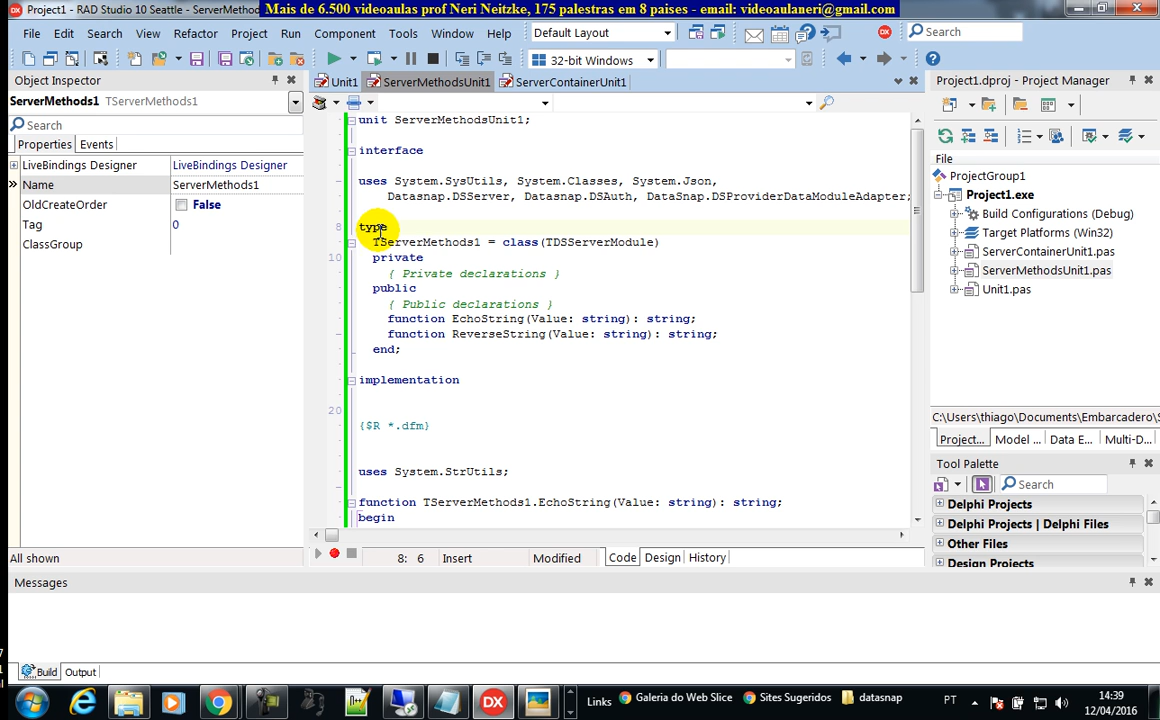 Project1 - RAD Studio 10 Seattle - ServerMetho
Mais de 6.500 videoaulas prof Neri Neitzke, 175 palestras em 8 paises - email: videoaulaneri@gmail.com
File Edit Search View Refactor Project Run Component Tools Window Help
Default Layout
Search
32-bit Windows
Object Inspector
Unit1 ServerMethodsUnit1 ServerContainerUnit1
Project1.dproj - Project Manager
ServerMethods1 TServerMethods1
Search
Properties Events
LiveBindings Designer LiveBindings Designer
Name ServerMethods1
OldCreateOrder False
Tag 0
ClassGroup
All shown
unit ServerMethodsUnit1;
interface
uses System.SysUtils, System.Classes, System.Json,
Datasnap.DSServer, Datasnap.DSAuth, DataSnap.DSProviderDataModuleAdapter;
8 type
TServerMethods1 = class(TDSServerModule)
10 private
{ Private declarations }
public
{ Public declarations }
function EchoString(Value: string): string;
function ReverseString(Value: string): string;
end;
implementation
20
{$R *.dfm}
uses System.StrUtils;
function TServerMethods1.EchoString(Value: string): string;
begin
8: 6 Insert Modified Code Design History
File
ProjectGroup1
Project1.exe
Build Configurations (Debug)
Target Platforms (Win32)
ServerContainerUnit1.pas
ServerMethodsUnit1.pas
Unit1.pas
C:\Users\thiago\Documents\Embarcadero\S
Project... Model ... Data E... Multi-D...
Tool Palette
Search
Delphi Projects
Delphi Projects | Delphi Files
Other Files
Design Projects
Messages
Build Output
Links Galeria do Web Slice Sites Sugeridos datasnap PT
14:39
12/04/2016